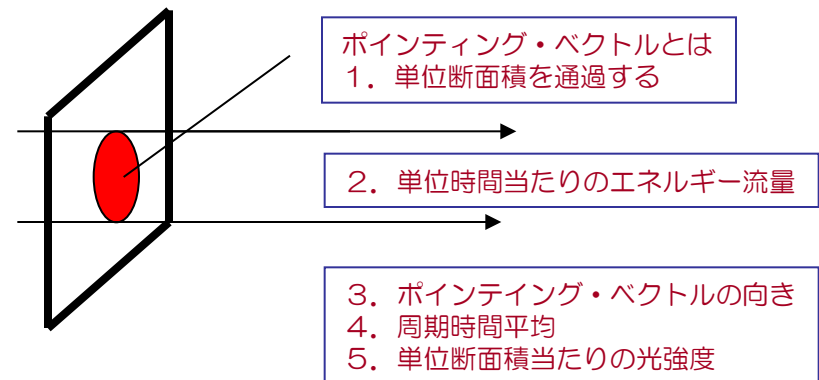 ポインティング・ベクトルとは
１．単位断面積を通過する
２．単位時間当たりのエネルギー流量
３．ポインテイング・ベクトルの向き
４．周期時間平均
５．単位断面積当たりの光強度